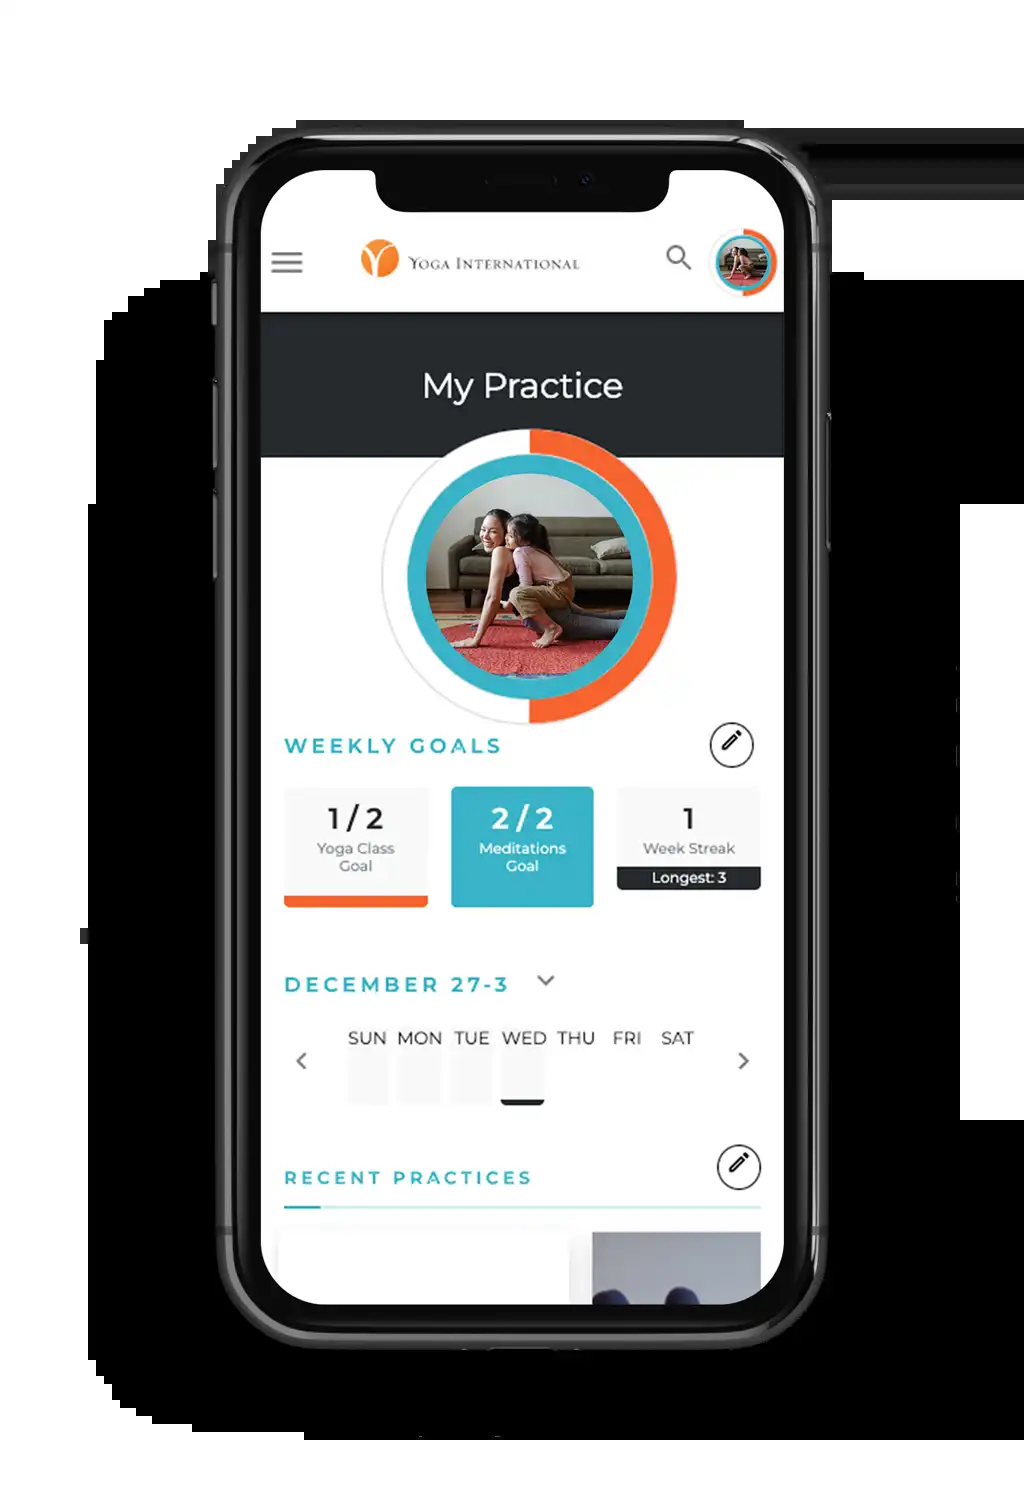 YOGA INTERNATIONAL
My Practice
WEEKLY GOALS
1 / 2
Yoga Class
Goal
2 / 2
Meditations
Goal
1
Week Streak
Longest: 3
DECEMBER 27-3
SUN MON TUE WED THU FRI SAT
RECENT PRACTICES